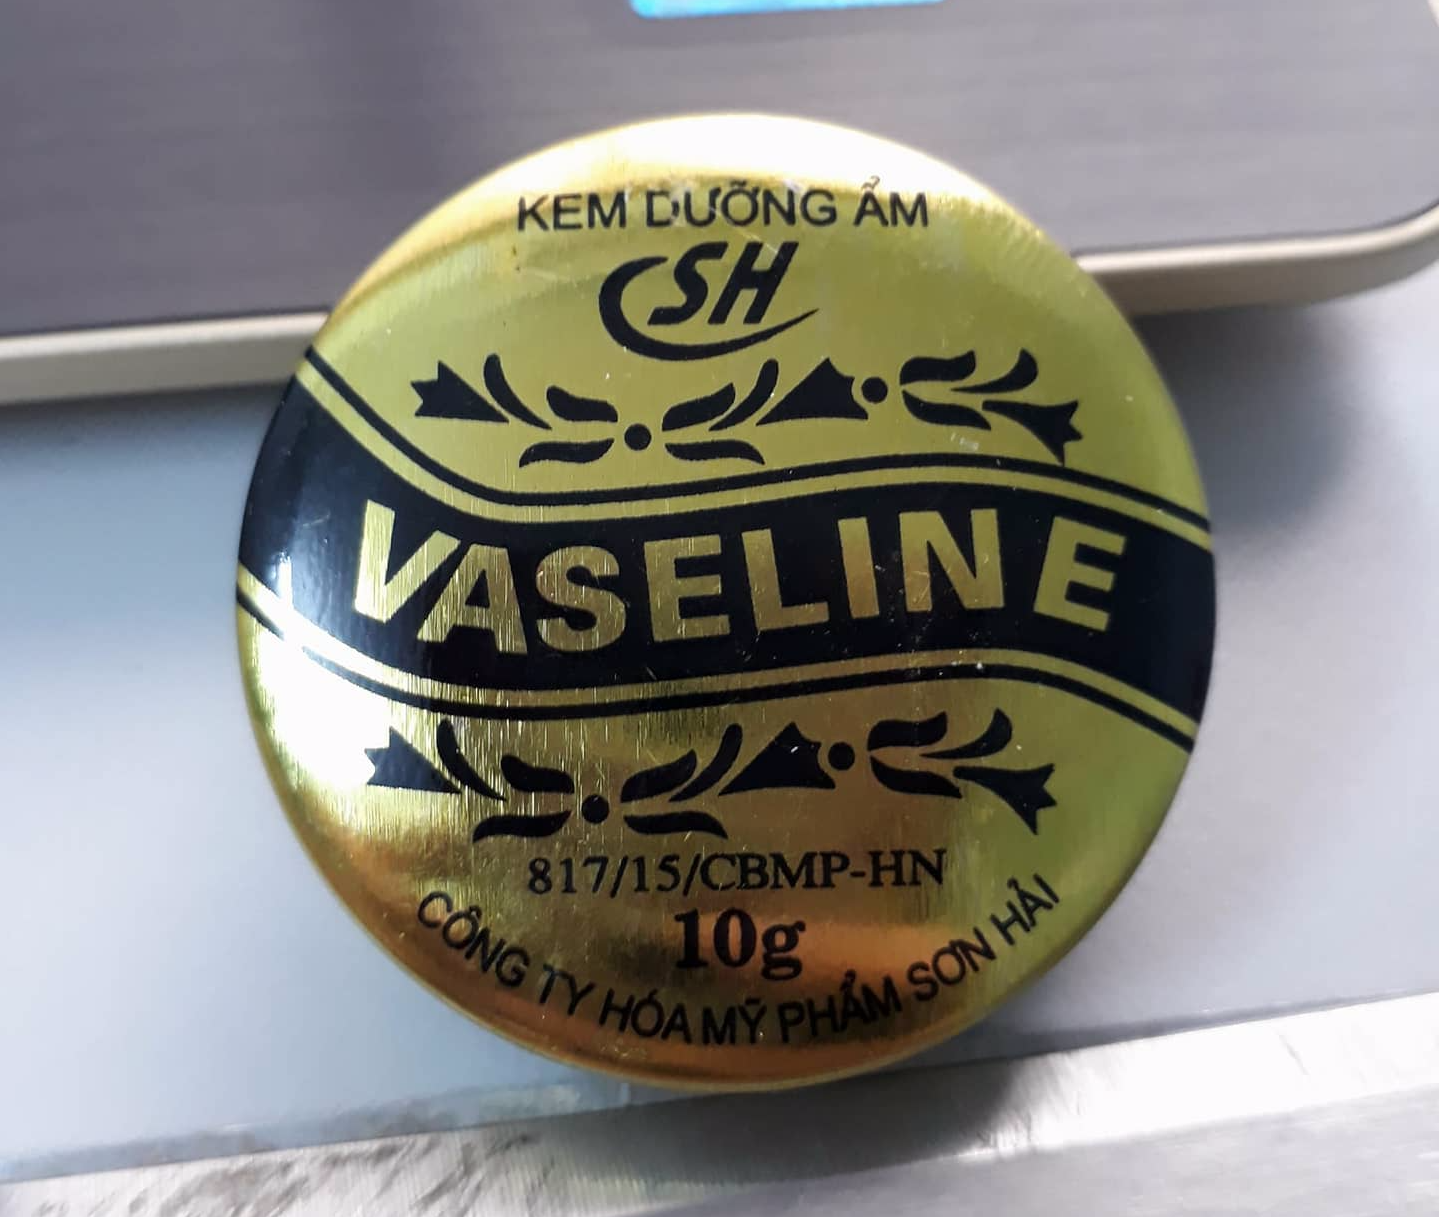 KEM DƯỠNG ẨM
SH
VASELINE
817/15/CBMP-HN
10g
CÔNG TY HÓA MỸ PHẨM SƠN HẢI